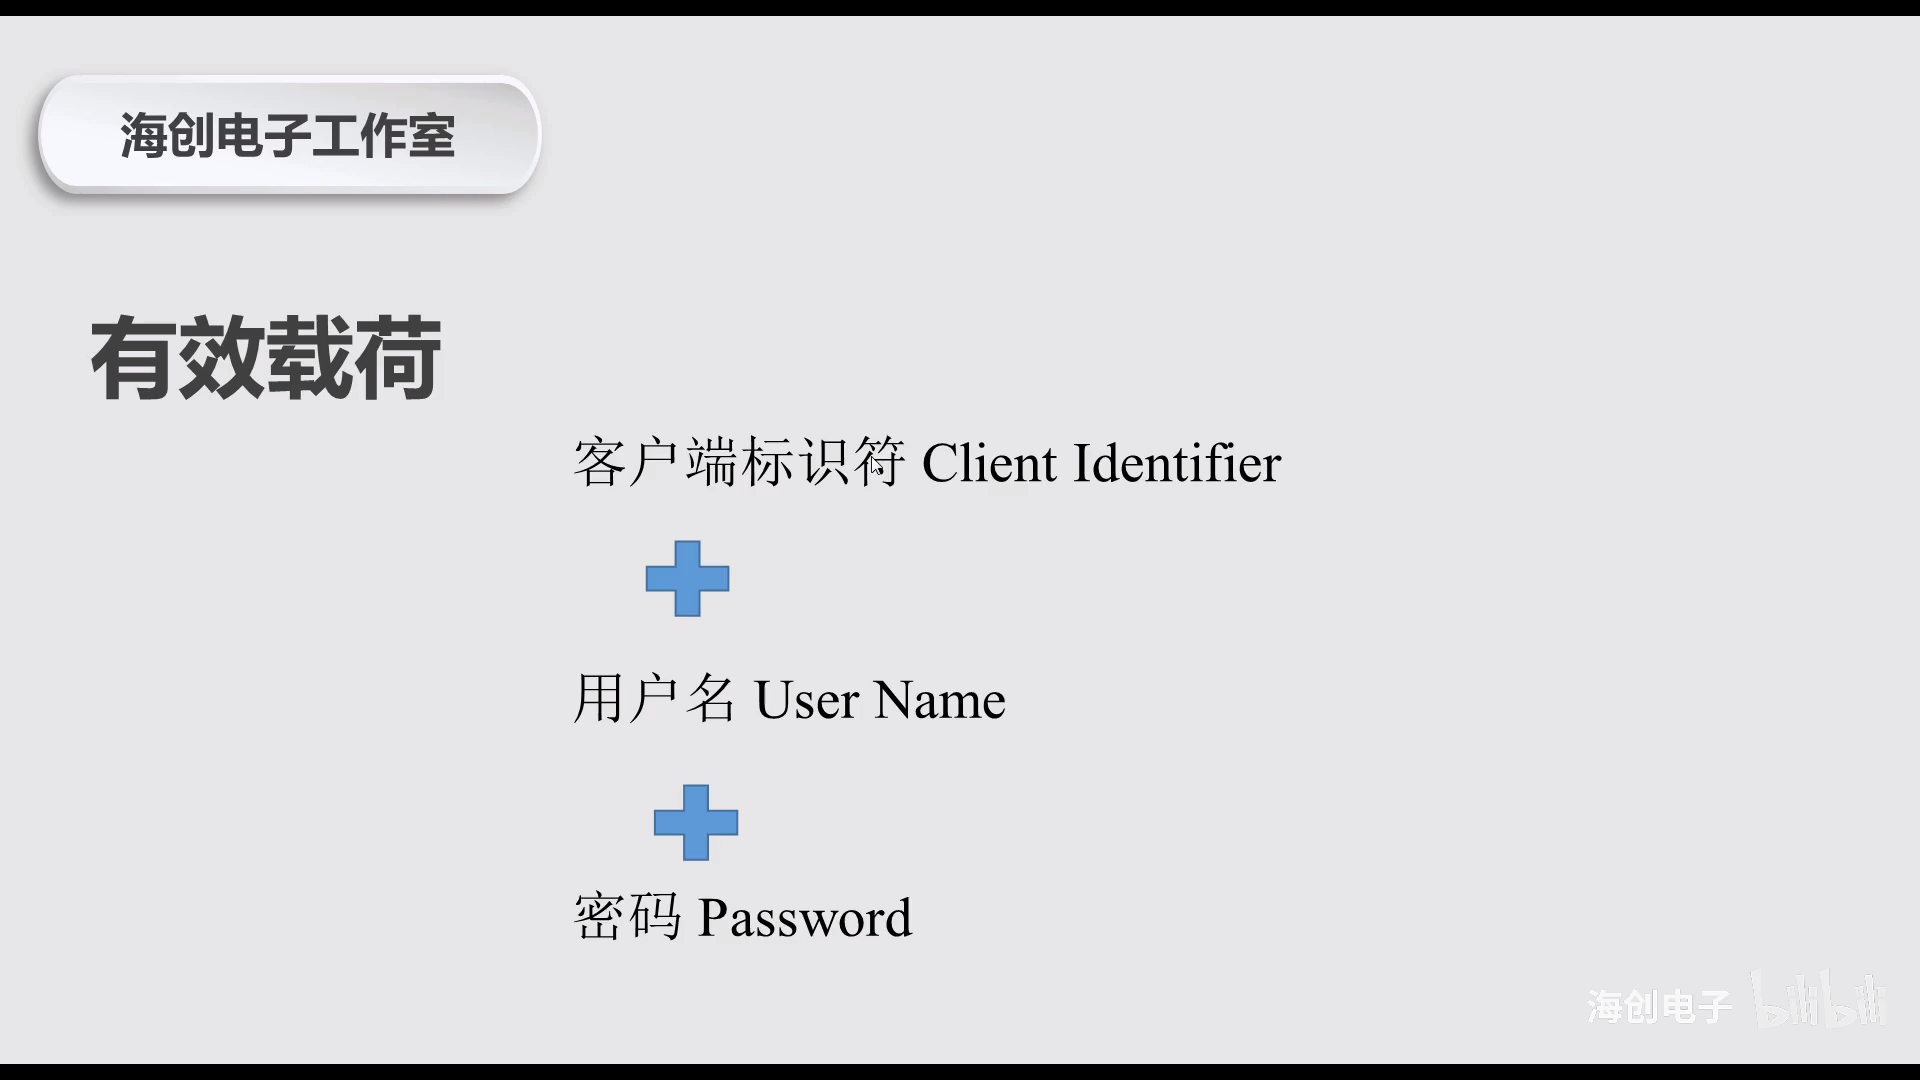 海创电子工作室
有效载荷
客户端标识符 Client Identifier
用户名 User Name
密码 Password
海创电子 bilibili